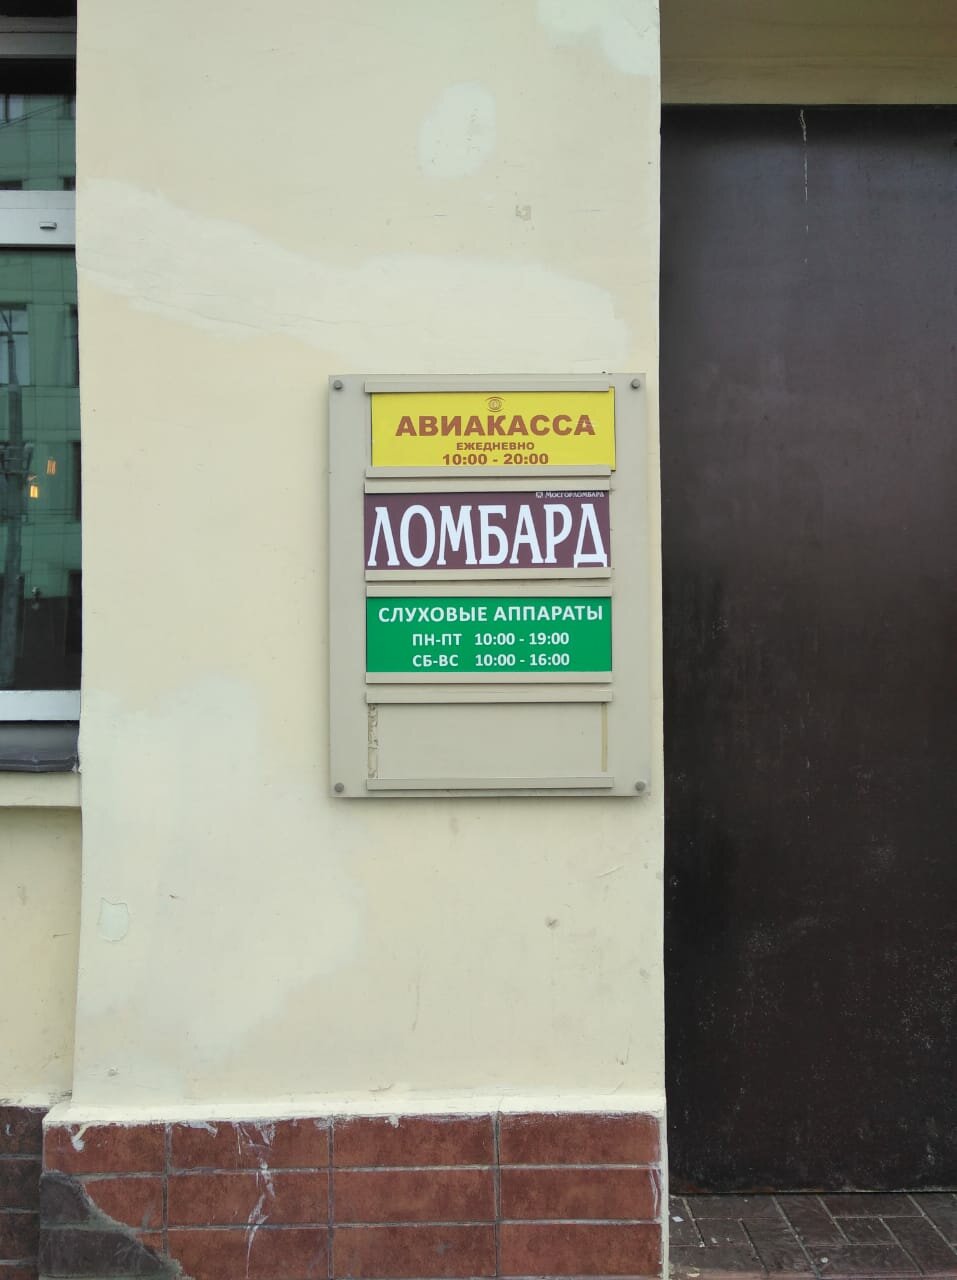 АВИАКАССА
ЕЖЕДНЕВНО
10:00 - 20:00
МОСГОРЛОМБАРД
ЛОМБАРД
СЛУХОВЫЕ АППАРАТЫ
ПН-ПТ 10:00 - 19:00
СБ-ВС 10:00 - 16:00